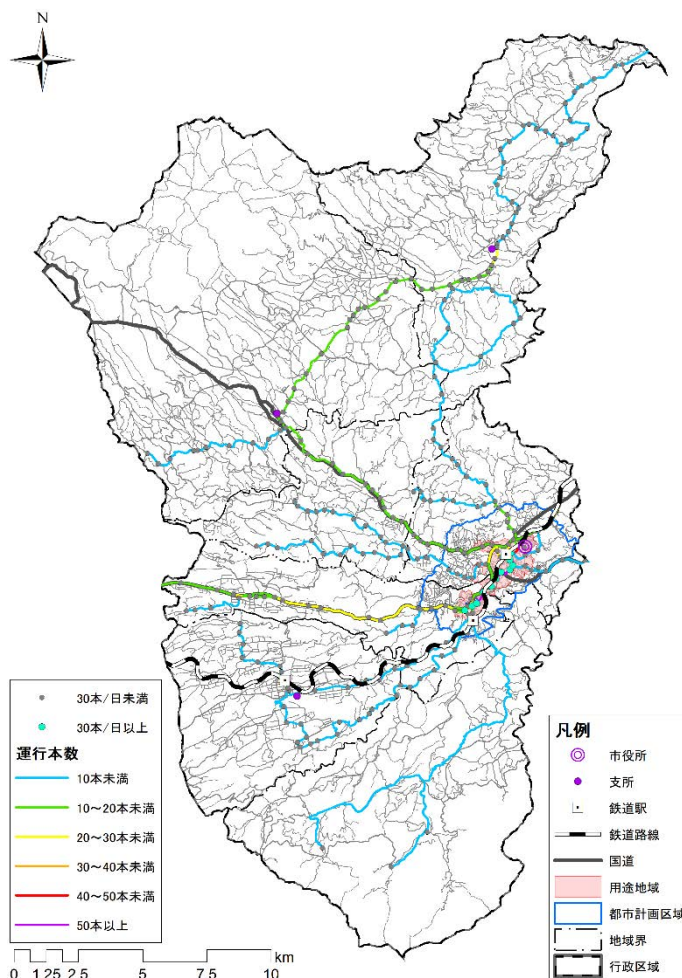 N
30本/日未満
30本/日以上
運行本数
10本未満
10~20本未満
20~30本未満
30~40本未満
40~50本未満
50本以上
0 1.25 2.5 5 7.5 10
km
凡例
市役所
支所
鉄道駅
鉄道路線
国道
用途地域
都市計画区域
地域界
行政区域